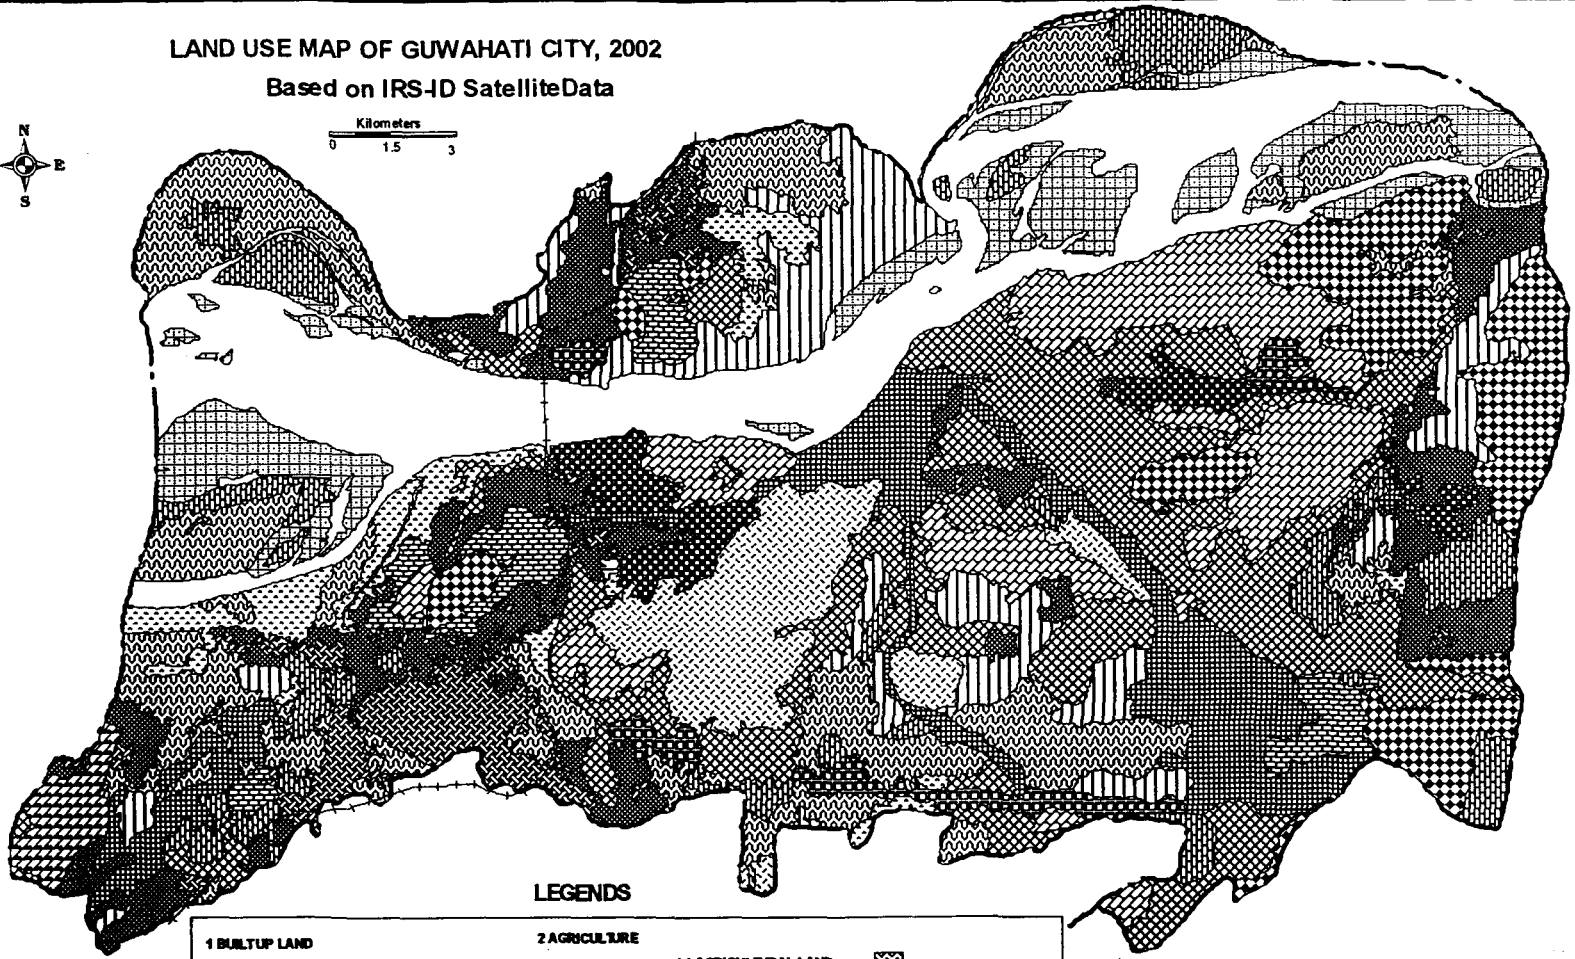 LAND USE MAP OF GUWAHATI CITY, 2002
Based on IRS-ID SatelliteData
Kilometers
0 1.5 3
N
E
S
LEGENDS
1 BUILTUP LAND 2 AGRICULTURE